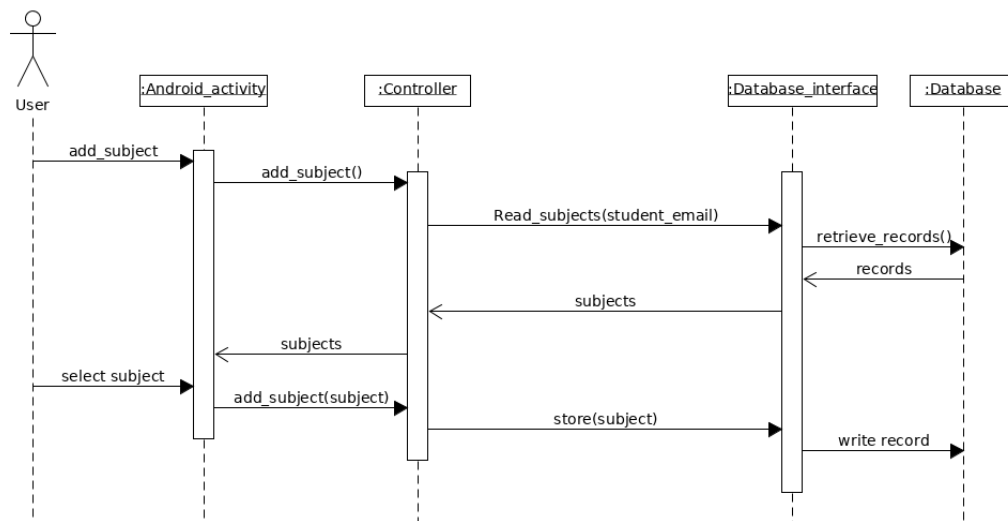 :Android_activity
:Controller
:Database_interface
:Database
User
add_subject
add_subject()
Read_subjects(student_email)
retrieve_records()
records
subjects
subjects
select subject
add_subject(subject)
store(subject)
write record